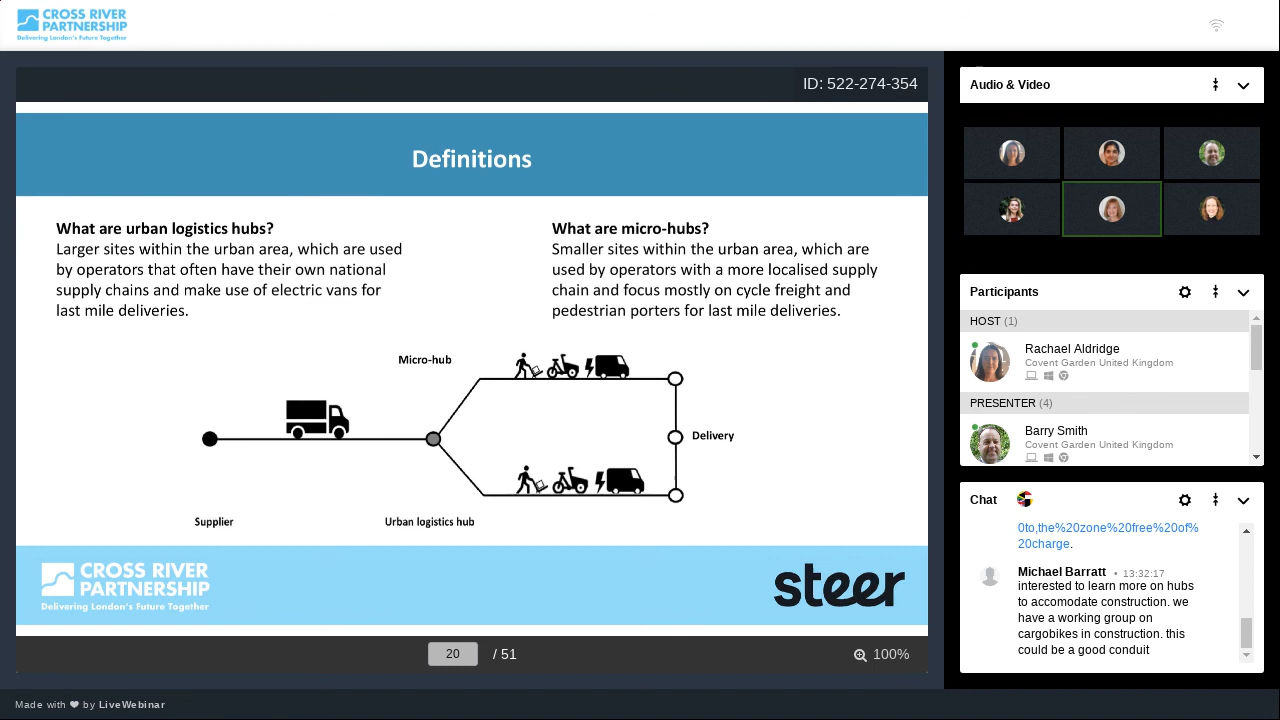 CROSS RIVER
PARTNERSHIP
Delivering London's Future Together
ID: 522-274-354
Definitions
What are urban logistics hubs?
Larger sites within the urban area, which are used
by operators that often have their own national
supply chains and make use of electric vans for
last mile deliveries.
What are micro-hubs?
Smaller sites within the urban area, which are
used by operators with a more localised supply
chain and focus mostly on cycle freight and
pedestrian porters for last mile deliveries.
Micro-hub
Delivery
Supplier
Urban logistics hub
CROSS RIVER
PARTNERSHIP
Delivering London's Future Together
steer
20 / 51
100%
Made with ❤ by LiveWebinar
Audio & Video
Participants
HOST (1)
Rachael Aldridge
Covent Garden United Kingdom
PRESENTER (4)
Barry Smith
Covent Garden United Kingdom
Chat
0to,the%20zone%20free%20of%
20charge.
Michael Barratt • 13:32:17
interested to learn more on hubs
to accomodate construction. we
have a working group on
cargobikes in construction. this
could be a good conduit